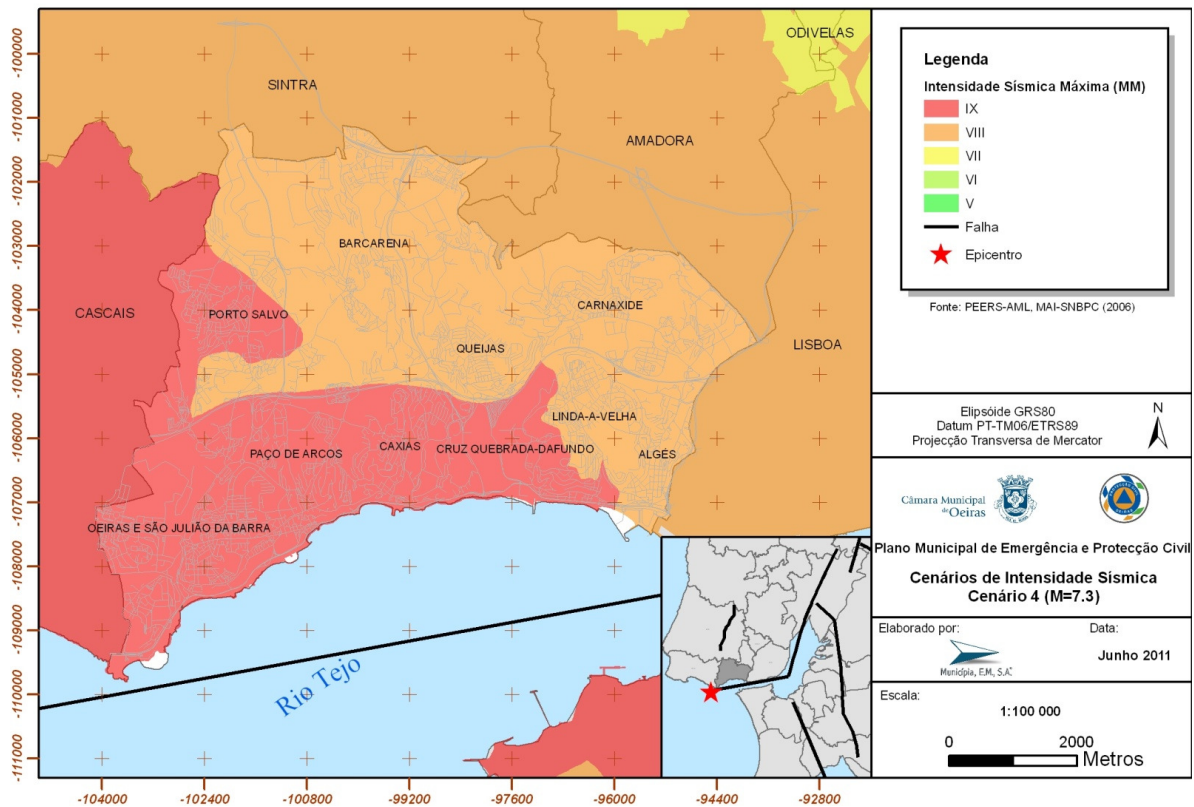 -100000
-101000
-102000
-103000
-104000
-105000
-106000
-107000
-108000
-109000
-110000
-111000
-104000
-102400
-100800
-99200
-97600
-96000
-94400
-92800
ODIVELAS
SINTRA
AMADORA
BARCARENA
CARNAXIDE
CASCAIS
PORTO SALVO
QUEIJAS
LISBOA
LINDA-A-VELHA
PAÇO DE ARCOS
CAXIAS
CRUZ QUEBRADA-DAFUNDO
ALGÉS
OEIRAS E SÃO JULIÃO DA BARRA
Rio Tejo
Legenda
Intensidade Sísmica Máxima (MM)
IX
VIII
VII
VI
V
Falha
Epicentro
Fonte: PEERS-AML, MAI-SNBPC (2006)
Elipsóide GRS80
Datum PT-TM06/ETRS89
Projecção Transversa de Mercator
N
Câmara Municipal
de Oeiras
Plano Municipal de Emergência e Protecção Civil
Cenários de Intensidade Sísmica
Cenário 4 (M=7.3)
Elaborado por:
Municípia, E.M., S.A.
Data:
Junho 2011
Escala:
1:100 000
0 2000
Metros